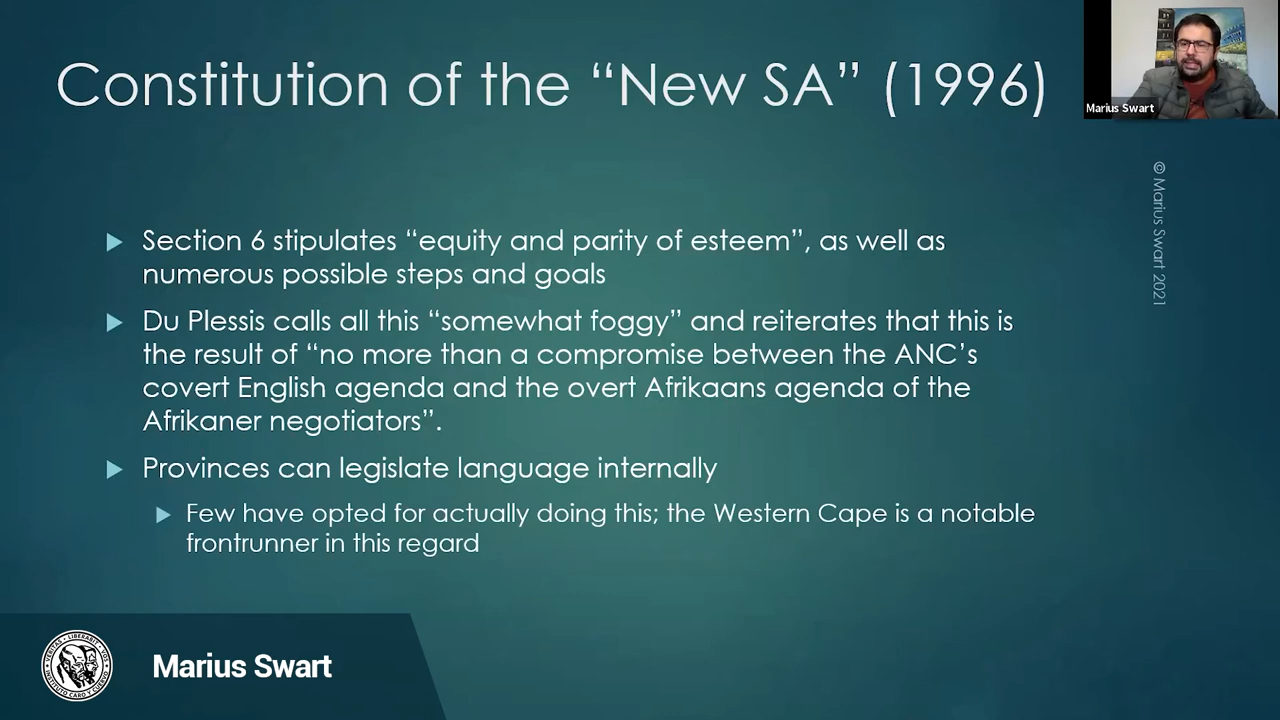 Constitution of the “New SA” (1996)
Marius Swart
© Marius Swart 2021
Section 6 stipulates “equity and parity of esteem”, as well as
numerous possible steps and goals
Du Plessis calls all this “somewhat foggy” and reiterates that this is
the result of “no more than a compromise between the ANC’s
covert English agenda and the overt Afrikaans agenda of the
Afrikaner negotiators”.
Provinces can legislate language internally
Few have opted for actually doing this; the Western Cape is a notable
frontrunner in this regard
INSTITUTO CARO Y CUERVO
Marius Swart